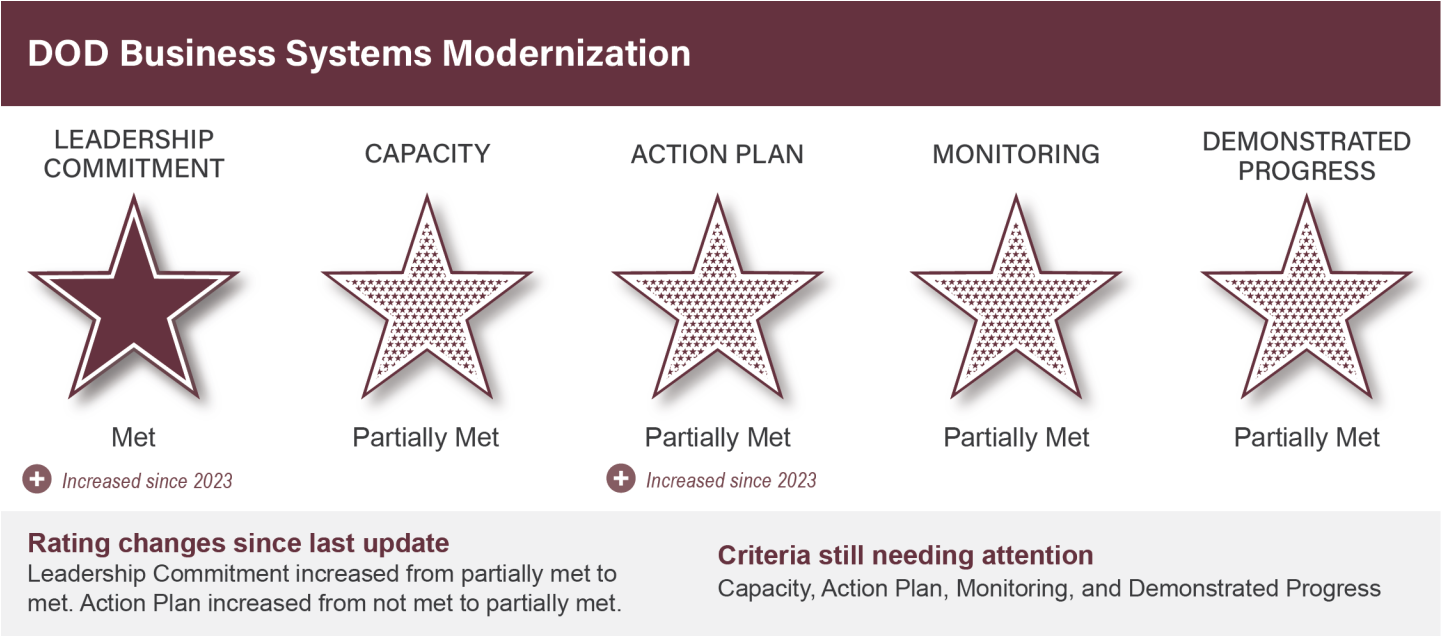 DOD Business Systems Modernization
LEADERSHIP
COMMITMENT
CAPACITY
ACTION PLAN
MONITORING
DEMONSTRATED
PROGRESS
Met
Partially Met
Partially Met
Partially Met
Partially Met
Increased since 2023
Increased since 2023
Rating changes since last update
Leadership Commitment increased from partially met to
met. Action Plan increased from not met to partially met.
Criteria still needing attention
Capacity, Action Plan, Monitoring, and Demonstrated Progress